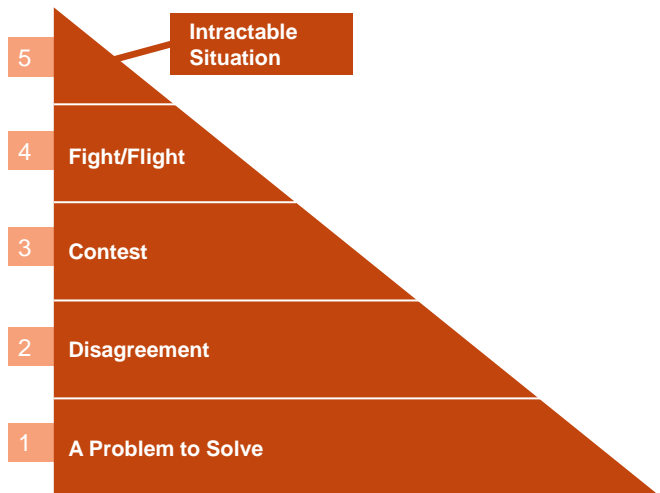 Intractable
Situation
5
4
Fight/Flight
3
Contest
2
Disagreement
1
A Problem to Solve